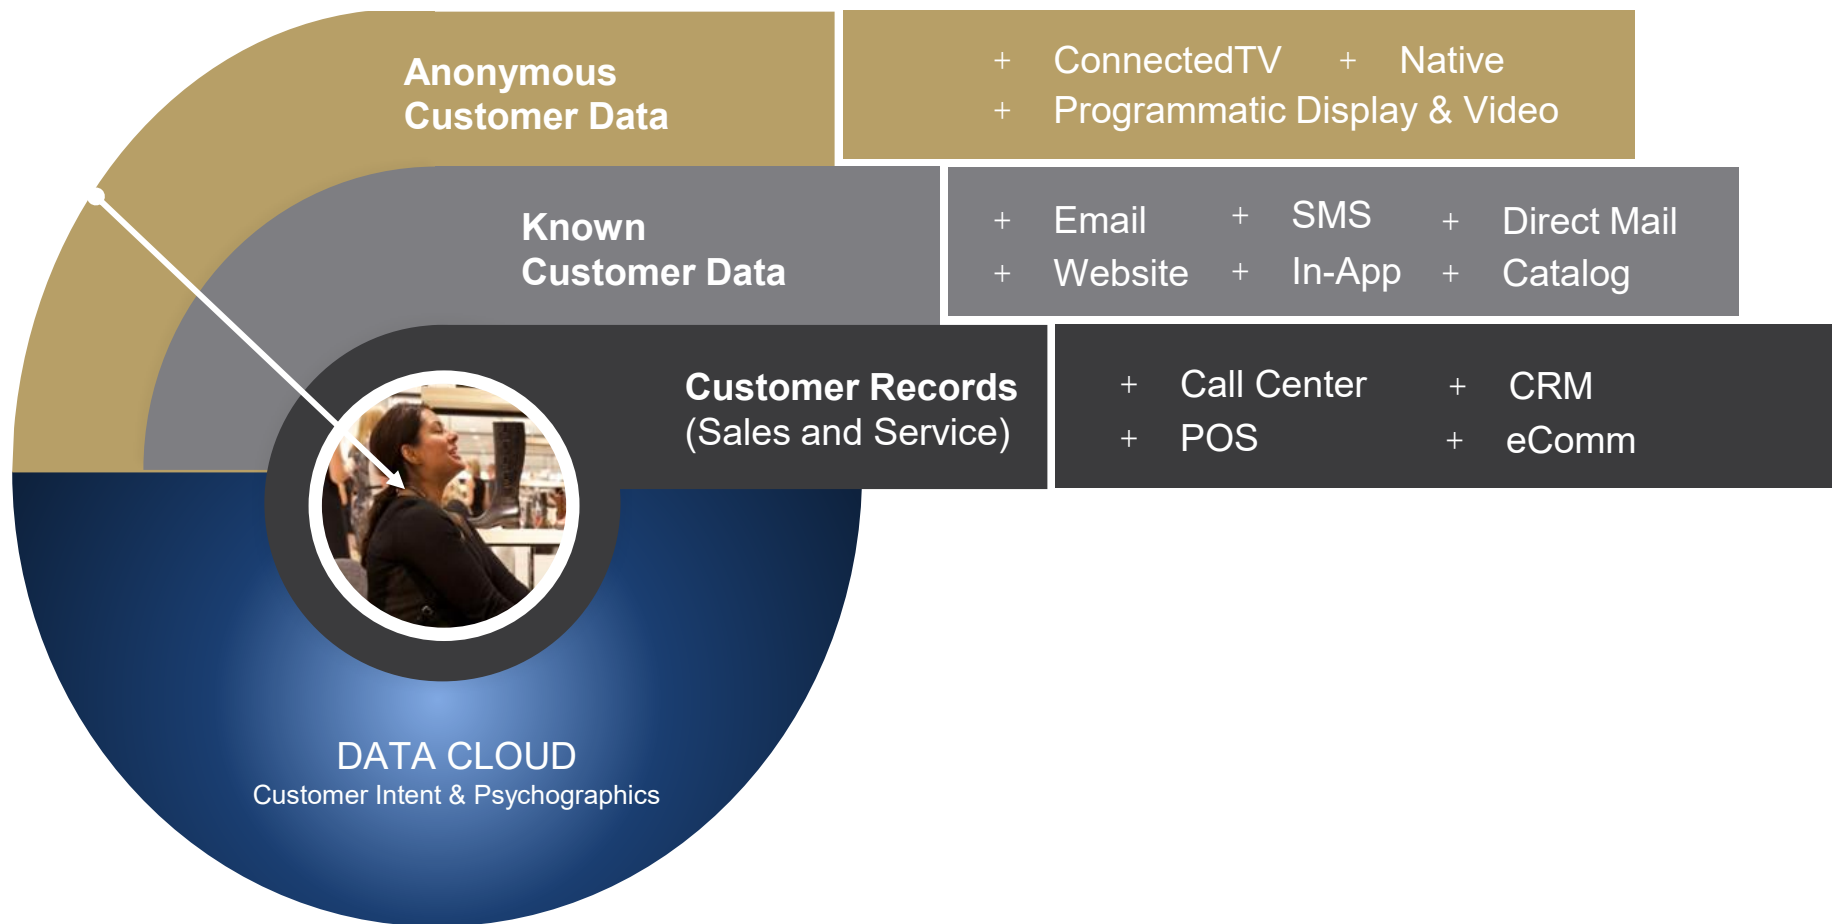 Anonymous
Customer Data
+ ConnectedTV + Native
+ Programmatic Display & Video
Known
Customer Data
+ Email + SMS + Direct Mail
+ Website + In-App + Catalog
Customer Records
(Sales and Service)
+ Call Center + CRM
+ POS + eComm
DATA CLOUD
Customer Intent & Psychographics